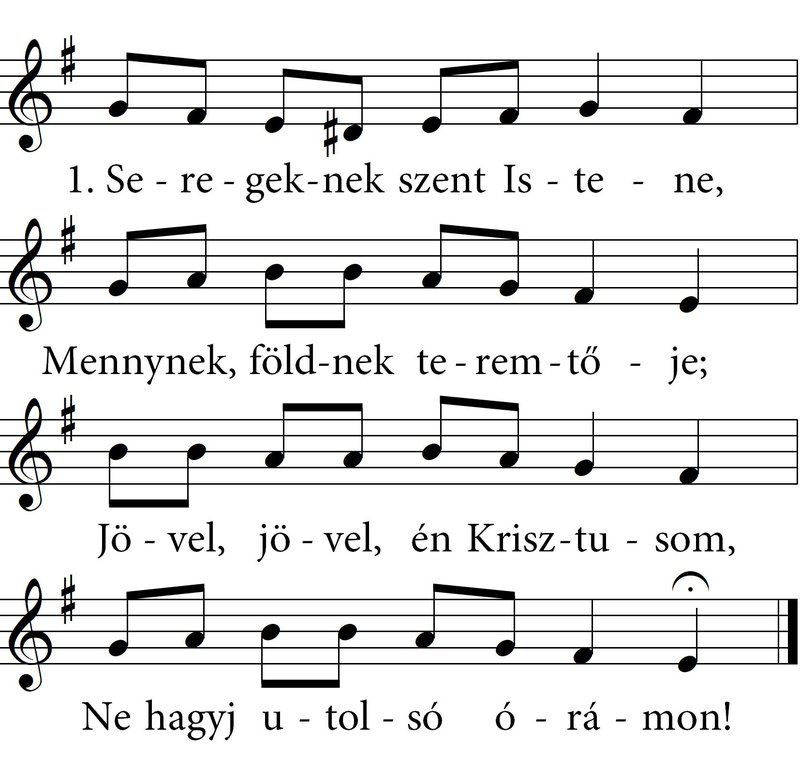 1. Se - re - gek-nek szent Is - te - ne,
Mennynek, föld-nek te - rem - tő - je;
Jö - vel, jö - vel, én Krisz-tu - som,
Ne hagyj u - tol - só ó - rá - mon!